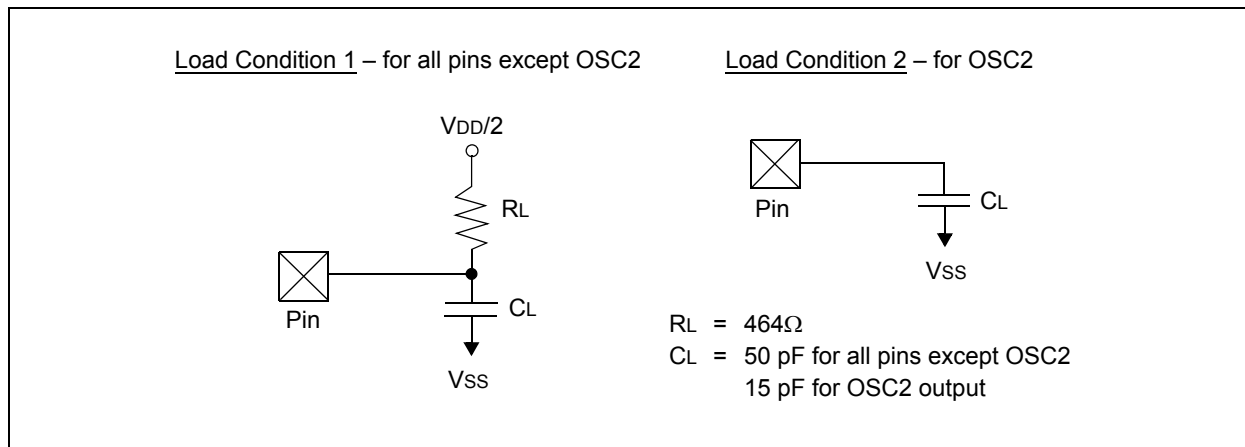 Load Condition 1 – for all pins except OSC2
Load Condition 2 – for OSC2
VDD/2
RL
Pin
CL
VSS
Pin
CL
VSS
RL = 464Ω
CL = 50 pF for all pins except OSC2
15 pF for OSC2 output